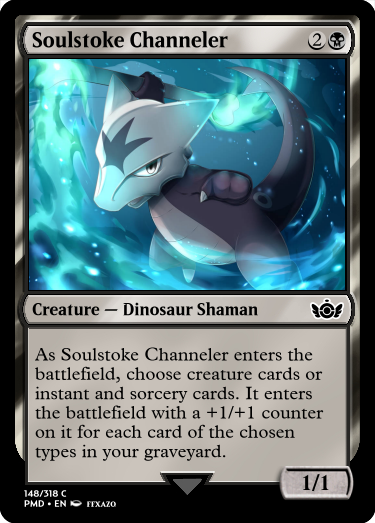 Soulstoke Channeler 2
Creature — Dinosaur Shaman
As Soulstoke Channeler enters the
battlefield, choose creature cards or
instant and sorcery cards. It enters
the battlefield with a +1/+1 counter
on it for each card of the chosen
types in your graveyard.
1/1
148/318 C
PMD • EN ITXAZO